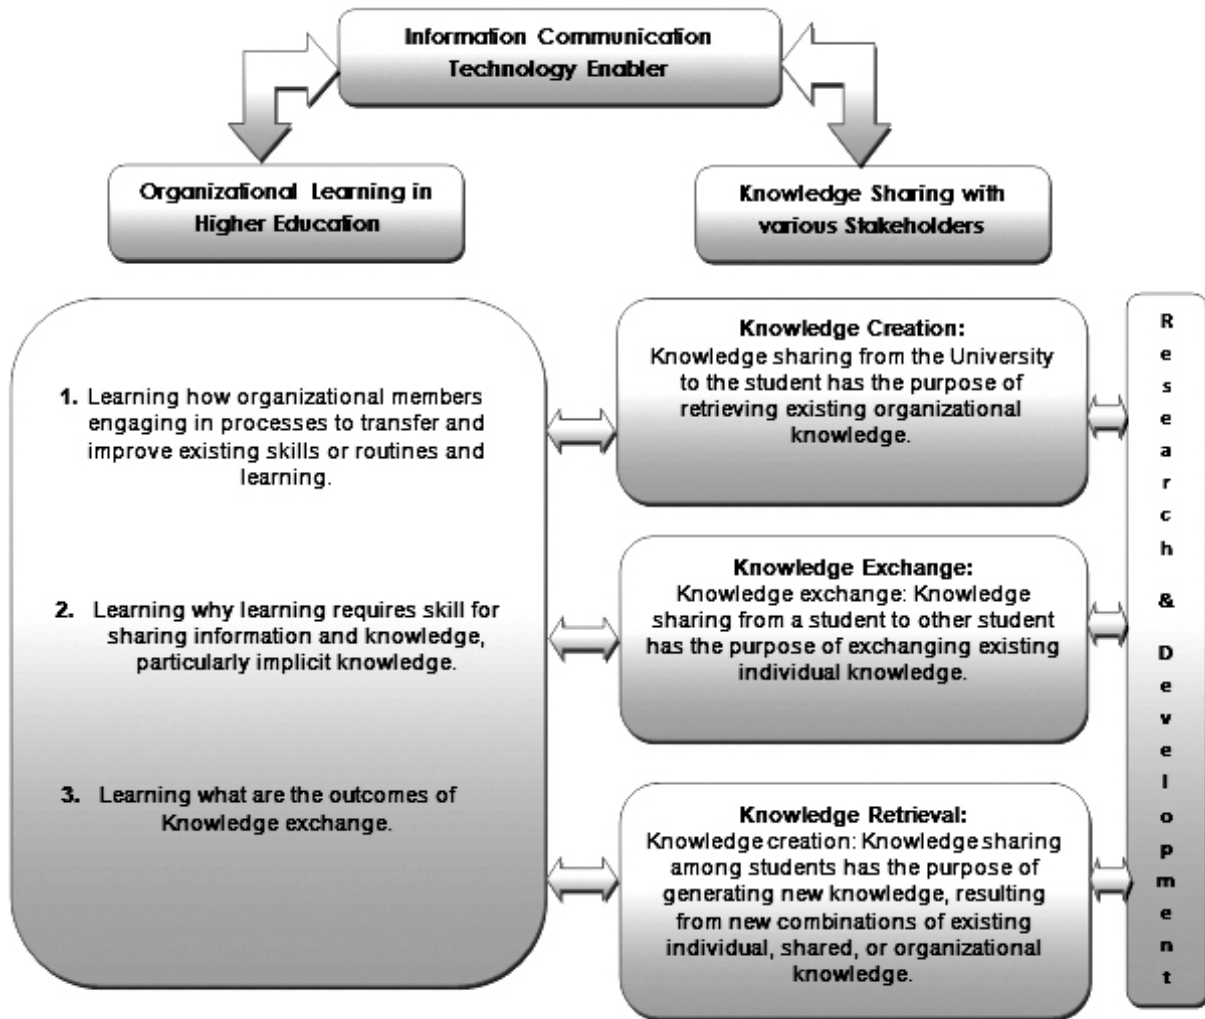 Information Communication
Technology Enabler
Organizational Learning in
Higher Education
Knowledge Sharing with
various Stakeholders
1. Learning how organizational members
engaging in processes to transfer and
improve existing skills or routines and
learning.
2. Learning why learning requires skill for
sharing information and knowledge,
particularly implicit knowledge.
3. Learning what are the outcomes of
Knowledge exchange.
Knowledge Creation:
Knowledge sharing from the University
to the student has the purpose of
retrieving existing organizational
knowledge.
Knowledge Exchange:
Knowledge exchange: Knowledge
sharing from a student to other student
has the purpose of exchanging existing
individual knowledge.
Knowledge Retrieval:
Knowledge creation: Knowledge sharing
among students has the purpose of
generating new knowledge, resulting
from new combinations of existing
individual, shared, or organizational
knowledge.
Research & Development